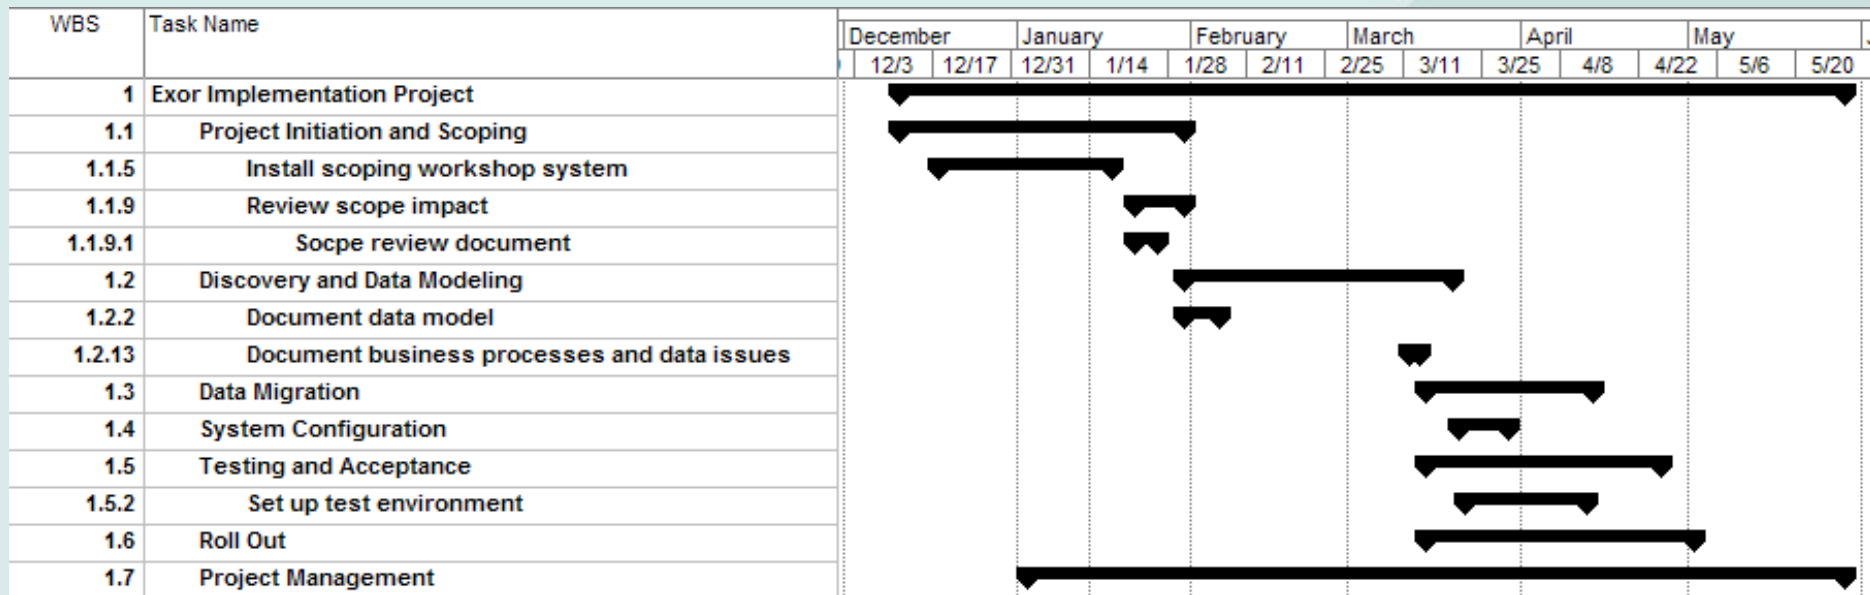 WBS Task Name
December January February March April May
12/3 12/17 12/31 1/14 1/28 2/11 2/25 3/11 3/25 4/8 4/22 5/6 5/20
1 Exor Implementation Project
1.1 Project Initiation and Scoping
1.1.5 Install scoping workshop system
1.1.9 Review scope impact
1.1.9.1 Socpe review document
1.2 Discovery and Data Modeling
1.2.2 Document data model
1.2.13 Document business processes and data issues
1.3 Data Migration
1.4 System Configuration
1.5 Testing and Acceptance
1.5.2 Set up test environment
1.6 Roll Out
1.7 Project Management